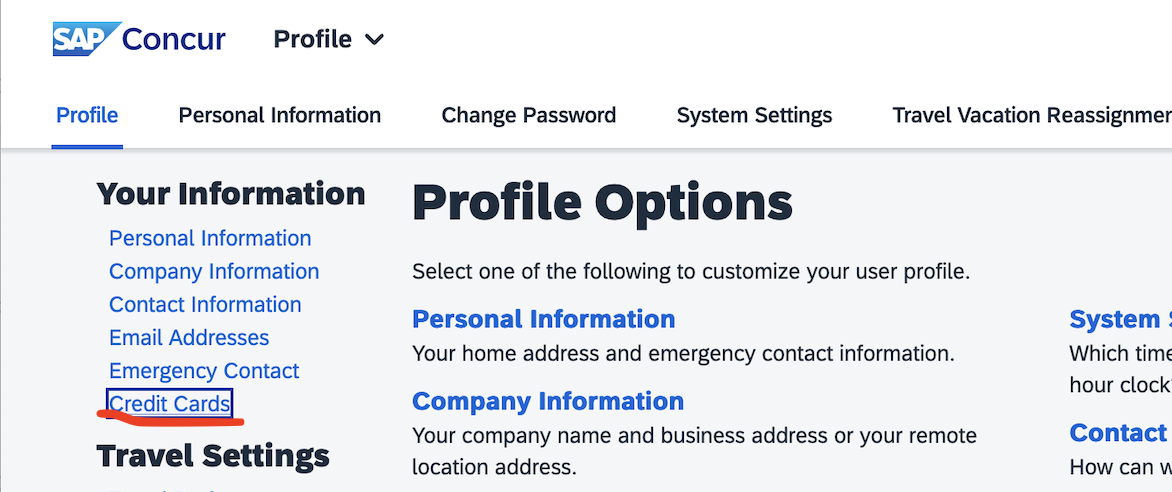 SAP Concur Profile
Profile Personal Information Change Password System Settings Travel Vacation
Your Information
Personal Information
Company Information
Contact Information
Email Addresses
Emergency Contact
Credit Cards
Travel Settings
Profile Options
Select one of the following to customize your user profile.
Personal Information
Your home address and emergency contact information.
Company Information
Your company name and business address or your remote
location address.
System
Which time
hour clock
Contact
How can